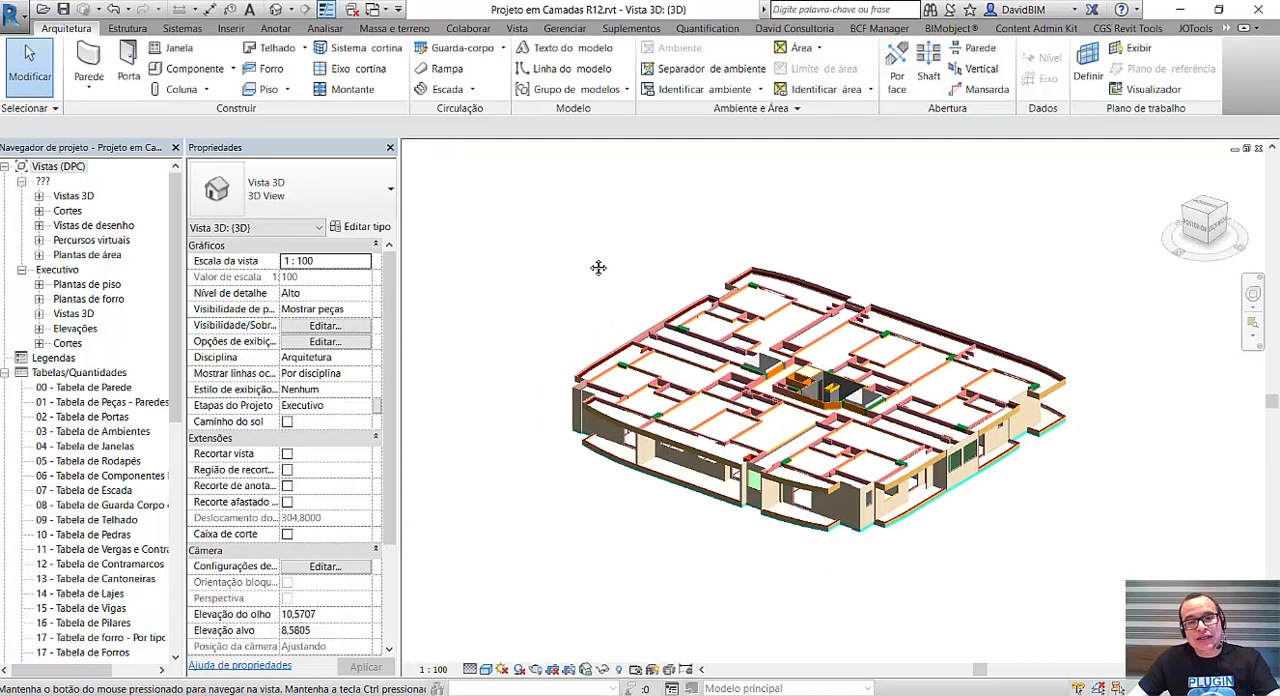 Projeto em Camadas R12.rvt - Vista 3D: {3D}
Digite palavra-chave ou frase
DavidBIM
Arquitetura Estrutura Sistemas Inserir Anotar Analisar Massa e terreno Colaborar Vista Gerenciar Suplementos Quantification David Consultoria BCF Manager BIMobject® Content Admin Kit CGS Revit Tools JOTools
Modificar
Parede
Porta
Janela
Componente
Coluna
Telhado
Forro
Piso
Sistema cortina
Eixo cortina
Montante
Guarda-corpo
Rampa
Escada
Texto do modelo
Linha do modelo
Grupo de modelos
Ambiente
Separador de ambiente
Identificar ambiente
Área
Limite de área
Identificar área
Por face
Shaft
Parede
Vertical
Mansarda
Nível
Eixo
Definir
Exibir
Plano de referência
Visualizador
Selecionar Construir Circulação Modelo Ambiente e Área Abertura Dados Plano de trabalho
Navegador de projeto - Projeto em Ca...
Vistas (DPC)
???
Vistas 3D
Cortes
Vistas de desenho
Percursos virtuais
Plantas de área
Executivo
Plantas de piso
Plantas de forro
Vistas 3D
Elevações
Cortes
Legendas
Tabelas/Quantidades
00 - Tabela de Parede
01 - Tabela de Peças - Paredes
02 - Tabela de Portas
03 - Tabela de Ambientes
04 - Tabela de Janelas
05 - Tabela de Rodapés
06 - Tabela de Componentes
07 - Tabela de Escada
08 - Tabela de Guarda Corpo
09 - Tabela de Telhado
10 - Tabela de Pedras
11 - Tabela de Vergas e Contra
12 - Tabela de Contramarcos
13 - Tabela de Cantoneiras
14 - Tabela de Lajes
15 - Tabela de Vigas
16 - Tabela de Pilares
17 - Tabela de forro - Por tipo
17 - Tabela de Forros
Propriedades
Vista 3D
3D View
Vista 3D: {3D} Editar tipo
Gráficos
Escala da vista 1 : 100
Valor de escala 1: 100
Nível de detalhe Alto
Visibilidade de p... Mostrar peças
Visibilidade/Sobr... Editar...
Opções de exibiç... Editar...
Disciplina Arquitetura
Mostrar linhas oc... Por disciplina
Estilo de exibição... Nenhum
Etapas do Projeto Executivo
Caminho do sol
Extensões
Recortar vista
Região de recort...
Recorte de anota...
Recorte afastado
Deslocamento do... 304,8000
Caixa de corte
Câmera
Configurações de... Editar...
Orientação bloqu...
Perspectiva
Elevação do olho 10,5707
Elevação alvo 8,5805
Posição da câmera Ajustando
Ajuda de propriedades Aplicar
1 : 100
Mantenha o botão do mouse pressionado para navegar na vista. Mantenha a tecla Ctrl pressionac
:0
Modelo principal
PLUGIN